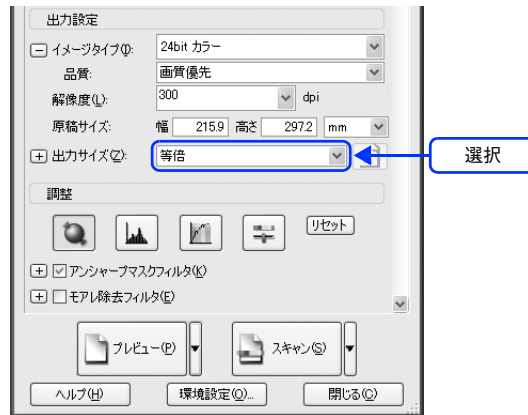 出力設定
イメージタイプ(I): 24bit カラー
品質: 画質優先
解像度(L): 300 dpi
原稿サイズ: 幅 215.9 高さ 297.2 mm
出力サイズ(Z): 等倍
選択
調整
リセット
アンシャープマスクフィルタ(K)
モアレ除去フィルタ(E)
プレビュー(P) スキャン(S)
ヘルプ(H) 環境設定(O)... 閉じる(C)